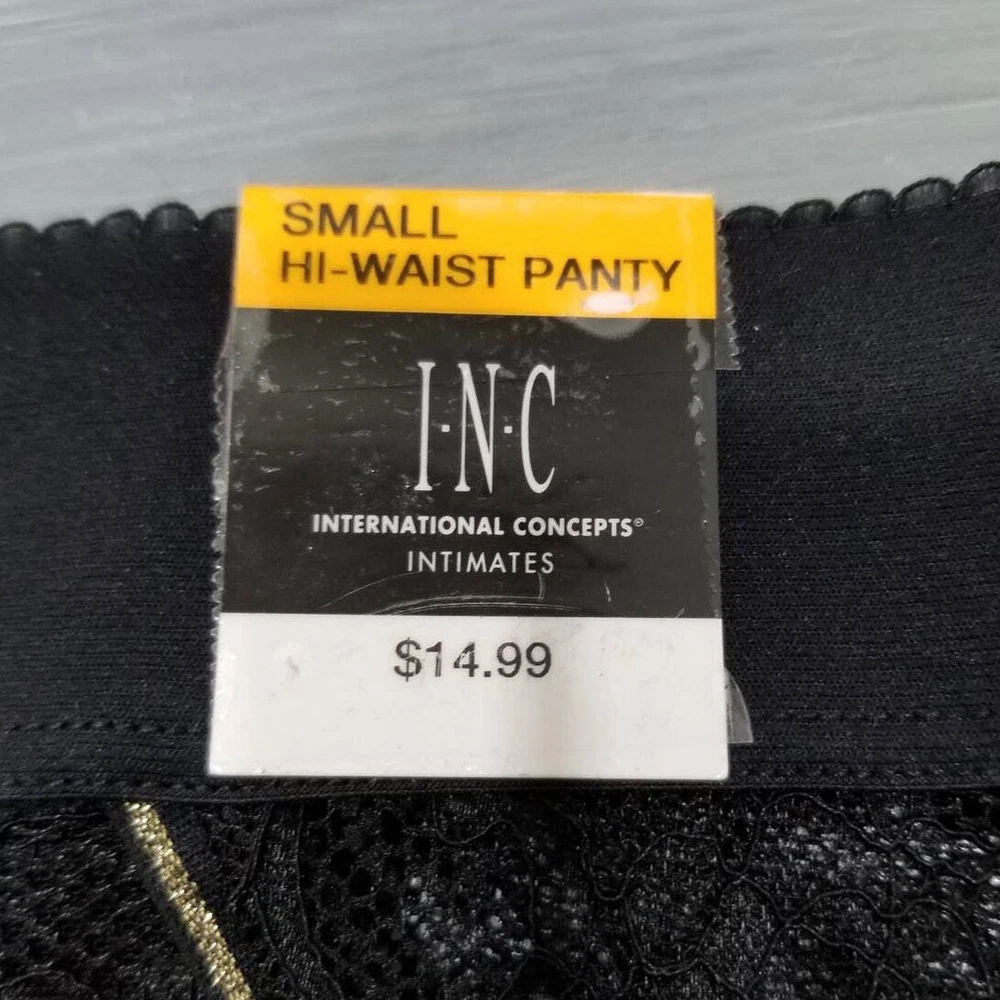 SMALL
HI-WAIST PANTY
I·N·C
INTERNATIONAL CONCEPTS®
INTIMATES
$14.99